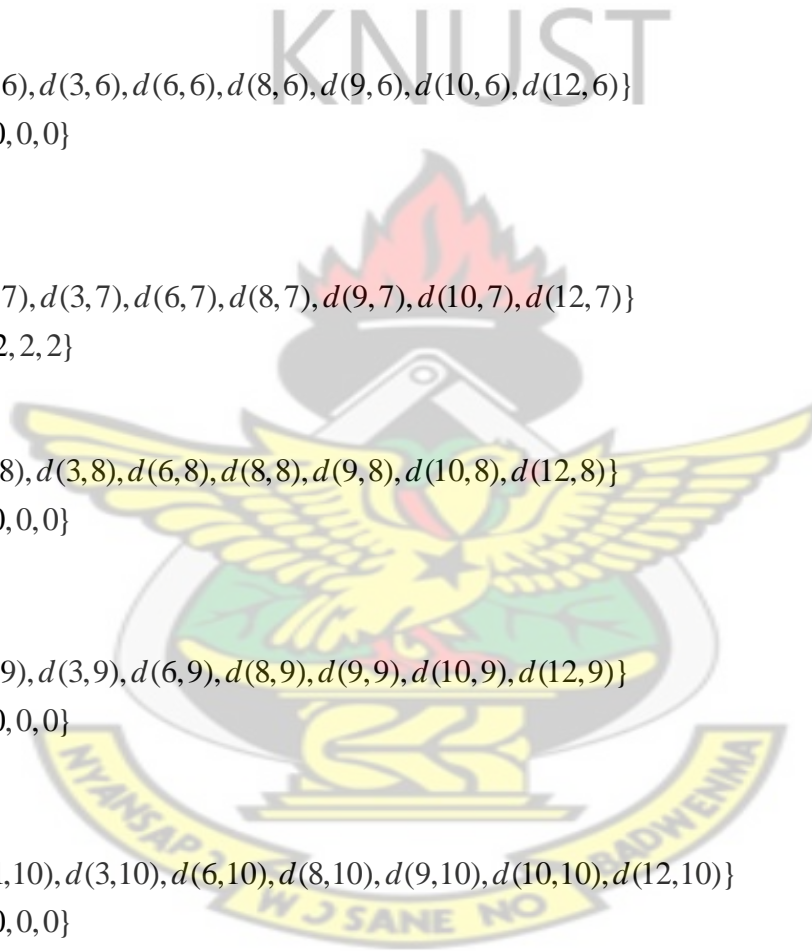 KNUST
6),d(3,6),d(6,6),d(8,6),d(9,6),d(10,6),d(12,6)}
0,0,0}
7),d(3,7),d(6,7),d(8,7),d(9,7),d(10,7),d(12,7)}
2,2,2}
8),d(3,8),d(6,8),d(8,8),d(9,8),d(10,8),d(12,8)}
0,0,0}
9),d(3,9),d(6,9),d(8,9),d(9,9),d(10,9),d(12,9)}
0,0,0}
,10),d(3,10),d(6,10),d(8,10),d(9,10),d(10,10),d(12,10)}
0,0,0}
NYANSAPƆ BADWENMA
W Ɔ SANE NO